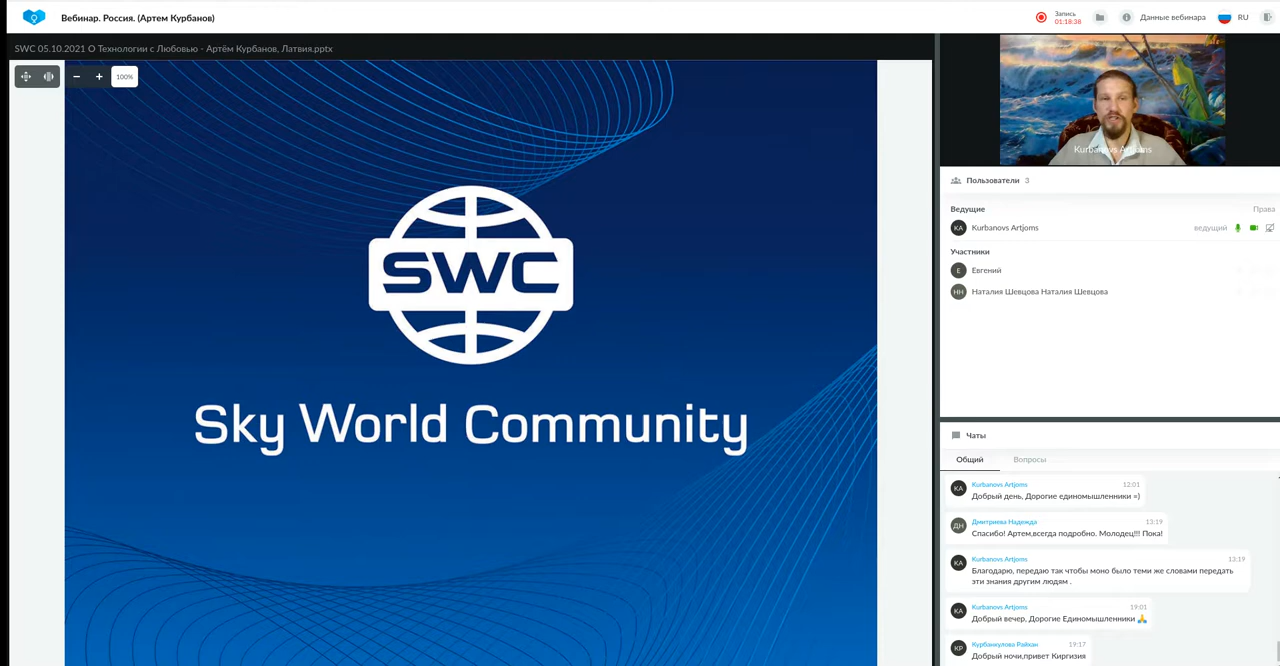 Вебинар. Россия. (Артем Курбанов)
Запись
01:18:38
Данные вебинара
RU
SWC 05.10.2021 О Технологии с Любовью - Артём Курбанов, Латвия.pptx
100%
SWC
Sky World Community
Kurbanovs Artjoms
Пользователи 3
Ведущие
Права
KA Kurbanovs Artjoms
ведущий
Участники
Е Евгений
НН Наталия Шевцова Наталия Шевцова
Чаты
Общий
Вопросы
KA Kurbanovs Artjoms 12:01
Добрый день, Дорогие единомышленники =)
ДН Дмитриева Надежда 13:19
Спасибо! Артем,всегда подробно. Молодец!!! Пока!
KA Kurbanovs Artjoms 13:19
Благодарю, передаю так чтобы моно было теми же словами передать
эти знания другим людям .
KA Kurbanovs Artjoms 19:01
Добрый вечер, Дорогие Единомышленники 🙏
КР Курбанкулова Райхан 19:17
Добрый ночи,привет Киргизия